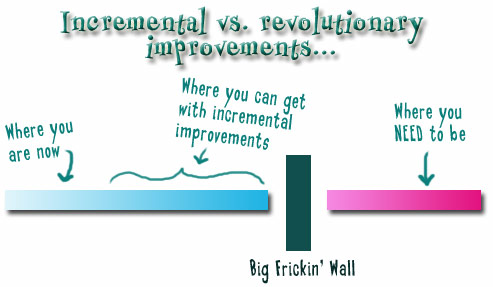 Incremental vs. revolutionary
improvements...
Where you
are now
Where you can get
with incremental
improvements
Where you
NEED to be
Big Frickin' Wall